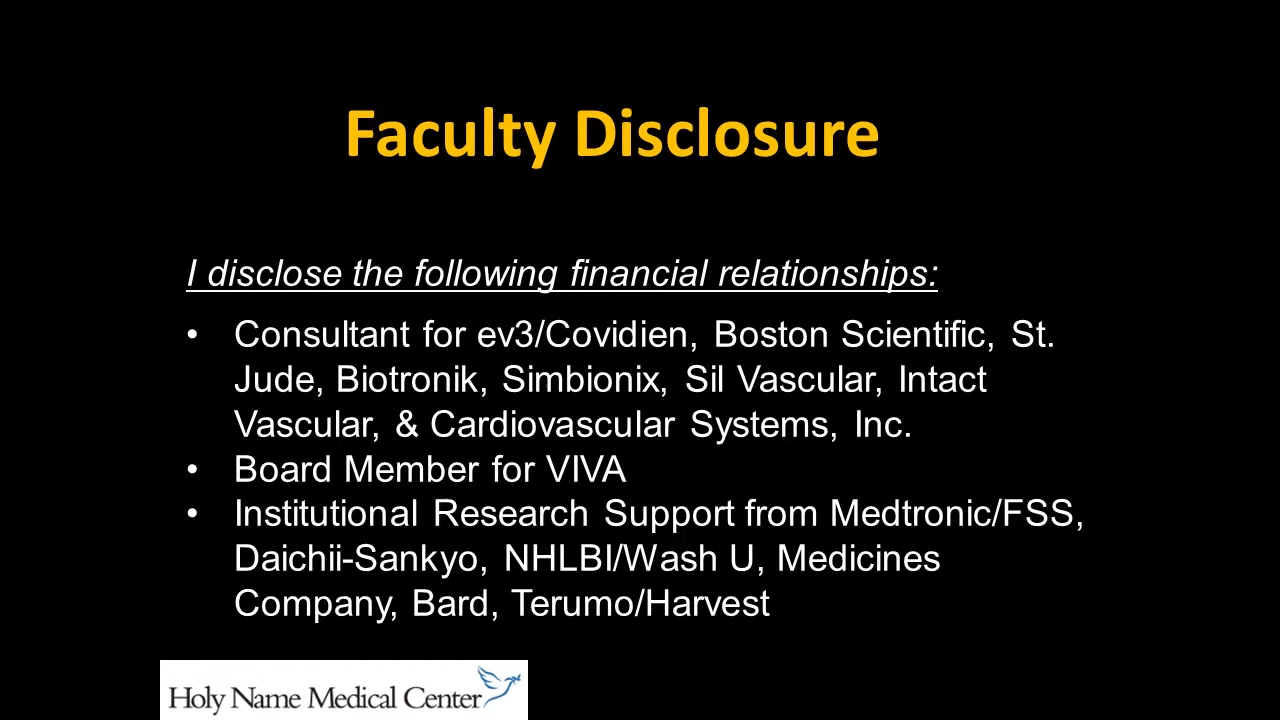 Faculty Disclosure
I disclose the following financial relationships:
• Consultant for ev3/Covidien, Boston Scientific, St.
Jude, Biotronik, Simbionix, Sil Vascular, Intact
Vascular, & Cardiovascular Systems, Inc.
• Board Member for VIVA
• Institutional Research Support from Medtronic/FSS,
Daichii-Sankyo, NHLBI/Wash U, Medicines
Company, Bard, Terumo/Harvest
Holy Name Medical Center